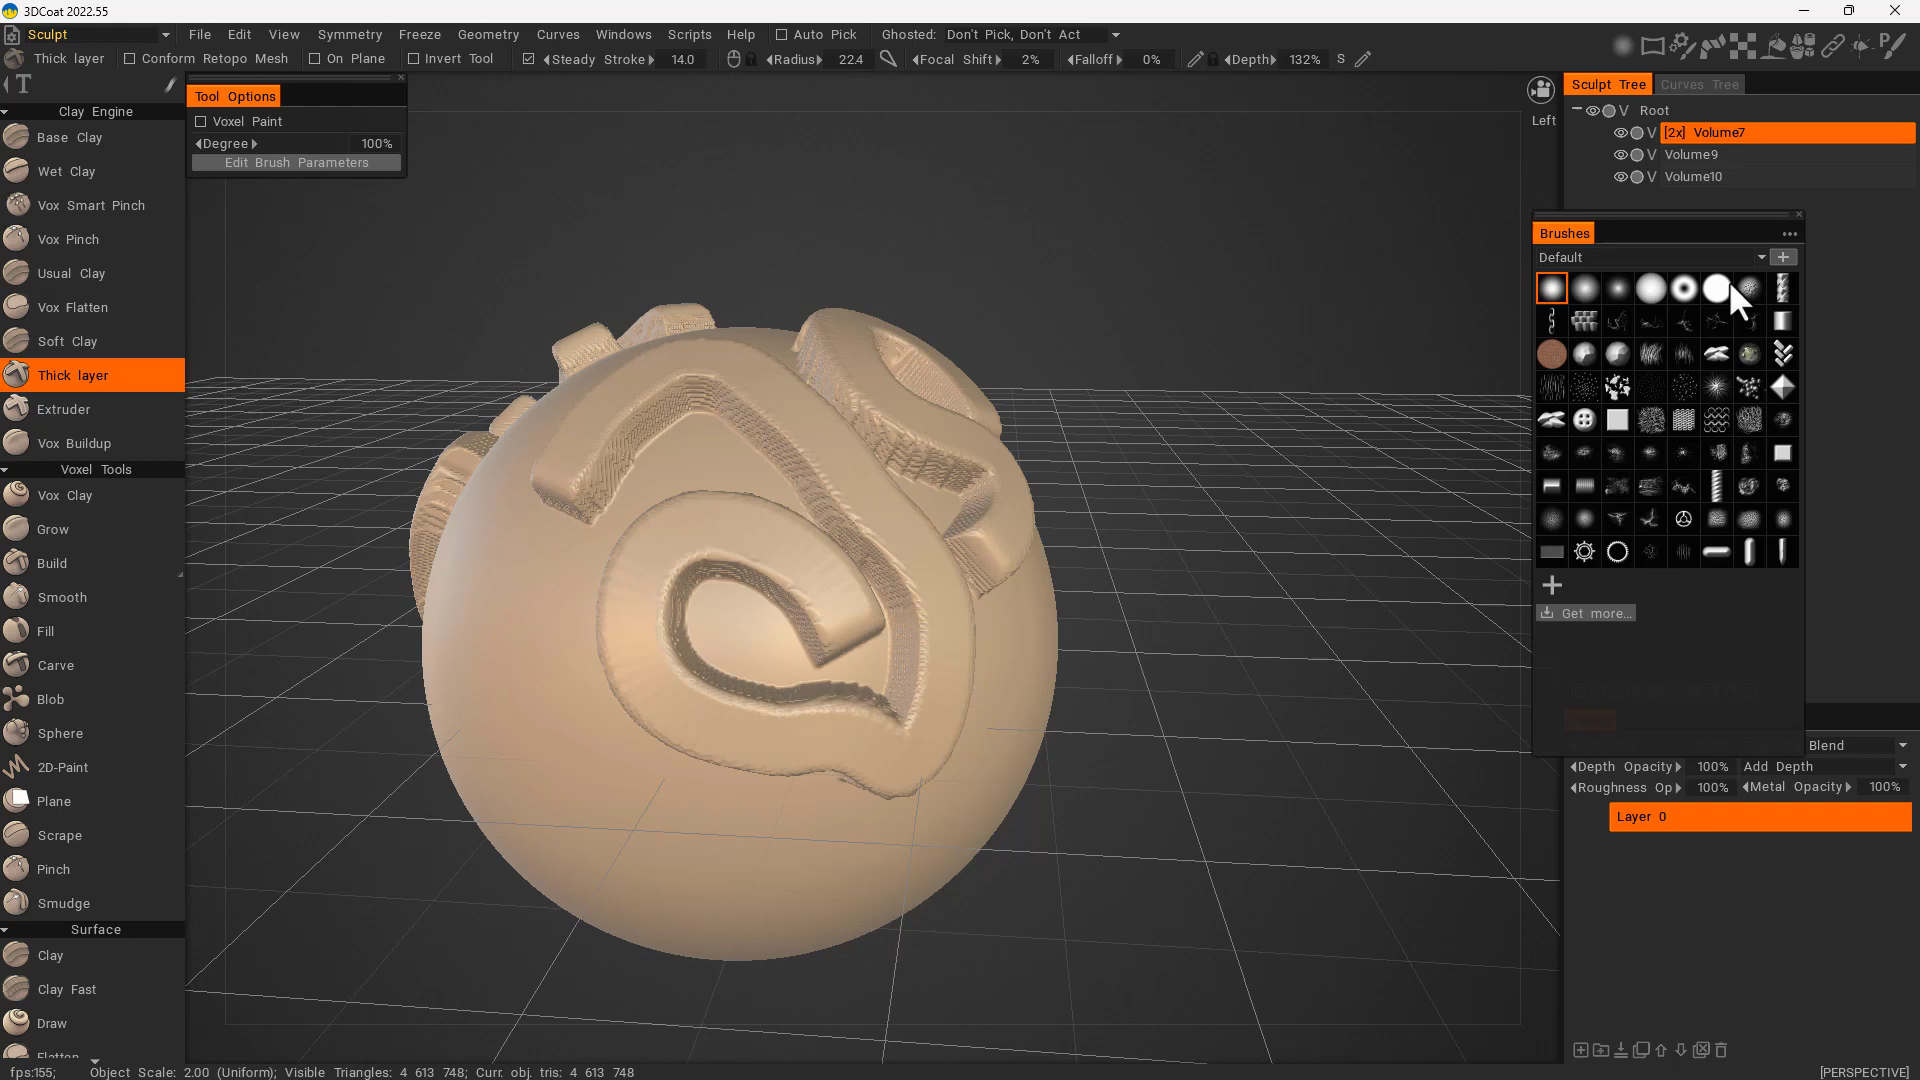 3DCoat 2022.55
Sculpt File Edit View Symmetry Freeze Geometry Curves Windows Scripts Help Auto Pick Ghosted: Don't Pick, Don't Act
Thick layer Conform Retopo Mesh On Plane Invert Tool Steady Stroke 14.0 Radius 22.4 Focal Shift 2% Falloff 0% Depth 132% S
T
Clay Engine
Base Clay
Wet Clay
Vox Smart Pinch
Vox Pinch
Usual Clay
Vox Flatten
Soft Clay
Thick layer
Extruder
Vox Buildup
Voxel Tools
Vox Clay
Grow
Build
Smooth
Fill
Carve
Blob
Sphere
2D-Paint
Plane
Scrape
Pinch
Smudge
Surface
Clay
Clay Fast
Draw
Flatten
Tool Options
Voxel Paint
Degree 100%
Edit Brush Parameters
Left
Sculpt Tree Curves Tree
V Root
V [2x] Volume7
V Volume9
V Volume10
Brushes
Default
Get more...
Blend
Depth Opacity 100% Add Depth
Roughness Op 100% Metal Opacity 100%
Layer 0
fps:155; Object Scale: 2.00 (Uniform); Visible Triangles: 4 613 748; Curr. obj. tris: 4 613 748
[PERSPECTIVE]